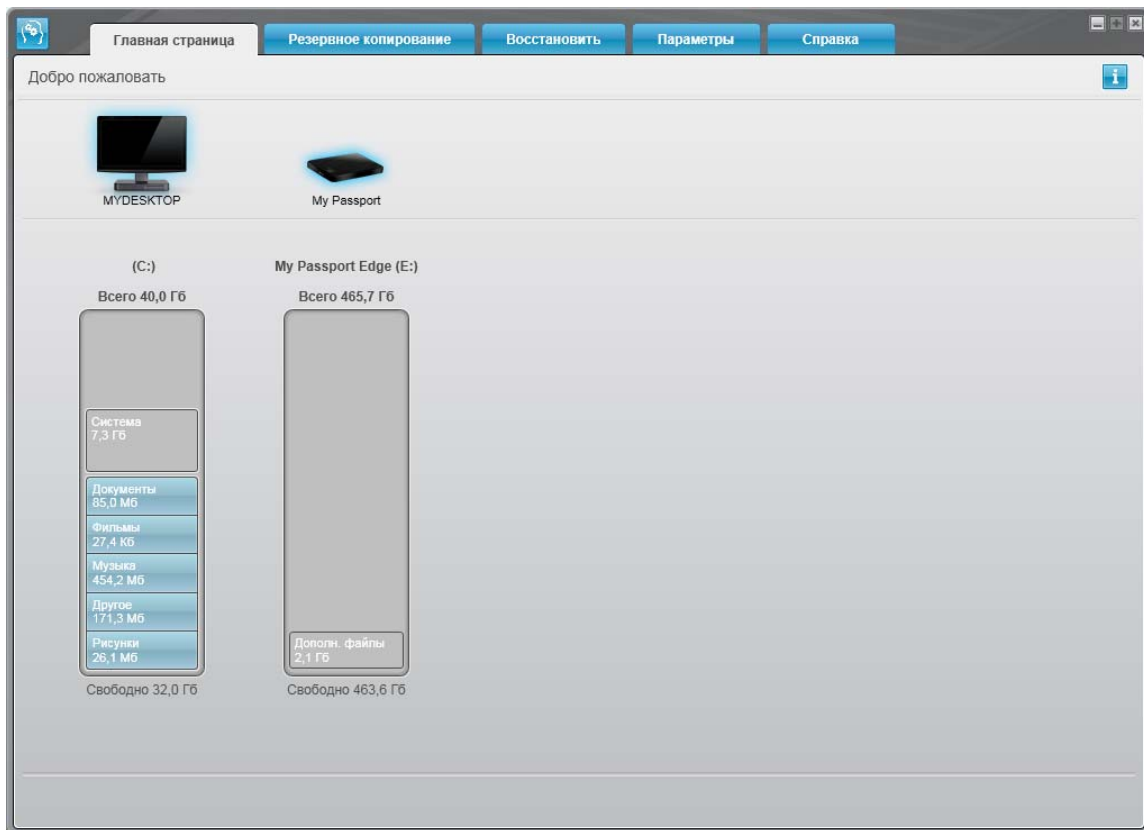 Главная страница
Резервное копирование
Восстановить
Параметры
Справка
Добро пожаловать
MYDESKTOP
My Passport
(C:)
My Passport Edge (E:)
Всего 40,0 Гб
Всего 465,7 Гб
Система
7,3 Гб
Документы
85,0 Мб
Фильмы
27,4 Кб
Музыка
454,2 Мб
Другое
171,3 Мб
Рисунки
26,1 Мб
Дополн. файлы
2,1 Гб
Свободно 32,0 Гб
Свободно 463,6 Гб